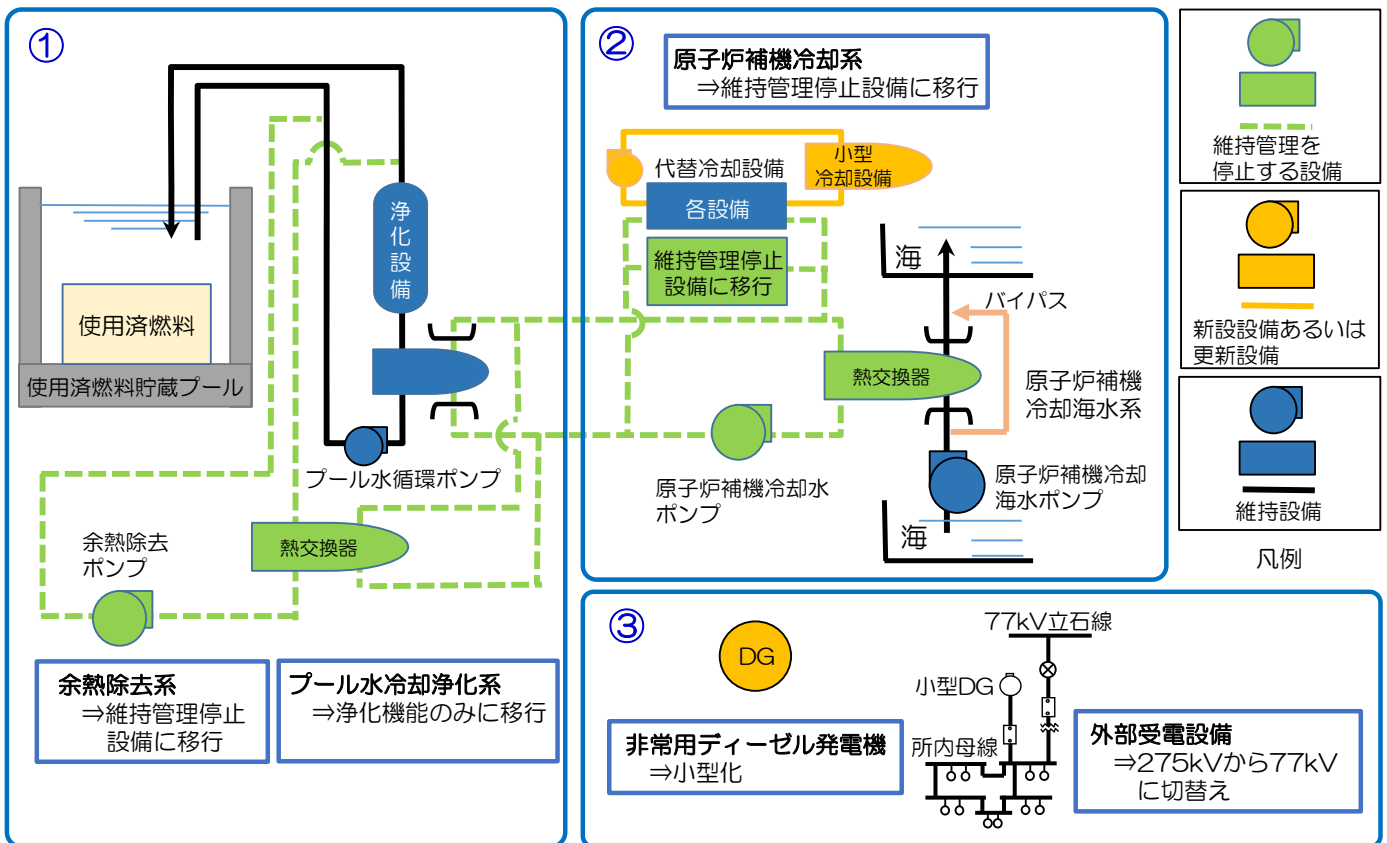 ①
使用済燃料
使用済燃料貯蔵プール
浄化設備
プール水循環ポンプ
余熱除去
ポンプ
熱交換器
余熱除去系
⇒維持管理停止
設備に移行
プール水冷却浄化系
⇒浄化機能のみに移行
②
原子炉補機冷却系
⇒維持管理停止設備に移行
代替冷却設備
小型
冷却設備
各設備
維持管理停止
設備に移行
海
バイパス
熱交換器
原子炉補機
冷却海水系
原子炉補機冷却水
ポンプ
原子炉補機冷却
海水ポンプ
海
③
DG
非常用ディーゼル発電機
⇒小型化
77kV立石線
小型DG
所内母線
外部受電設備
⇒275kVから77kV
に切替え
維持管理を
停止する設備
新設設備あるいは
更新設備
維持設備
凡例